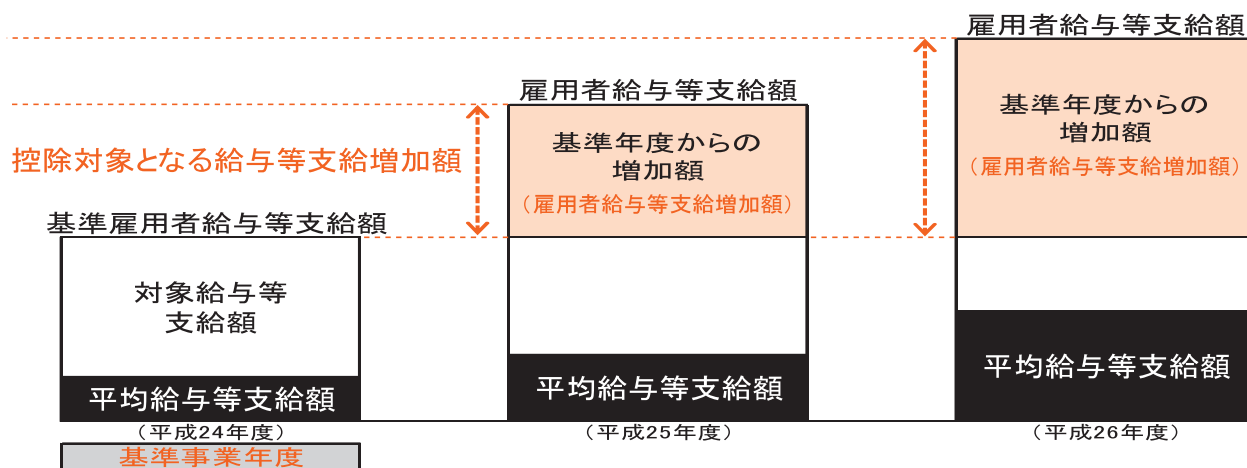 雇用者給与等支給額
基準年度からの
増加額
(雇用者給与等支給増加額)
雇用者給与等支給額
基準年度からの
増加額
(雇用者給与等支給増加額)
控除対象となる給与等支給増加額
基準雇用者給与等支給額
対象給与等
支給額
平均給与等支給額
平均給与等支給額
平均給与等支給額
(平成24年度)
(平成25年度)
(平成26年度)
基準事業年度